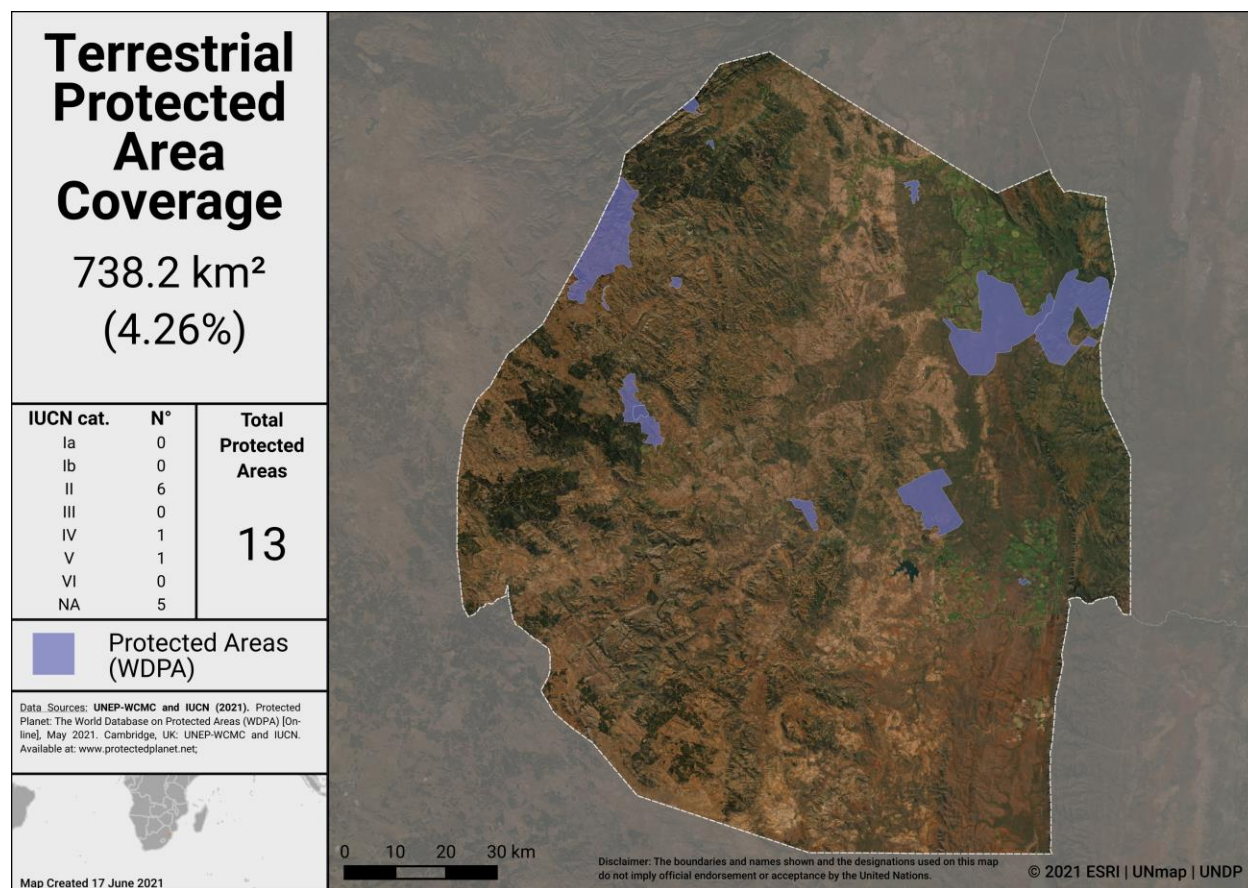 Terrestrial
Protected
Area
Coverage
738.2 km²
(4.26%)
IUCN cat. N°
Ia 0
Ib 0
II 6
III 0
IV 1
V 1
VI 0
NA 5
Total
Protected
Areas
13
Protected Areas
(WDPA)
Data Sources: UNEP-WCMC and IUCN (2021). Protected
Planet: The World Database on Protected Areas (WDPA) [On-
line], May 2021. Cambridge, UK: UNEP-WCMC and IUCN.
Available at: www.protectedplanet.net;
Map Created 17 June 2021
0 10 20 30 km
Disclaimer: The boundaries and names shown and the designations used on this map
do not imply official endorsement or acceptance by the United Nations.
© 2021 ESRI | UNmap | UNDP